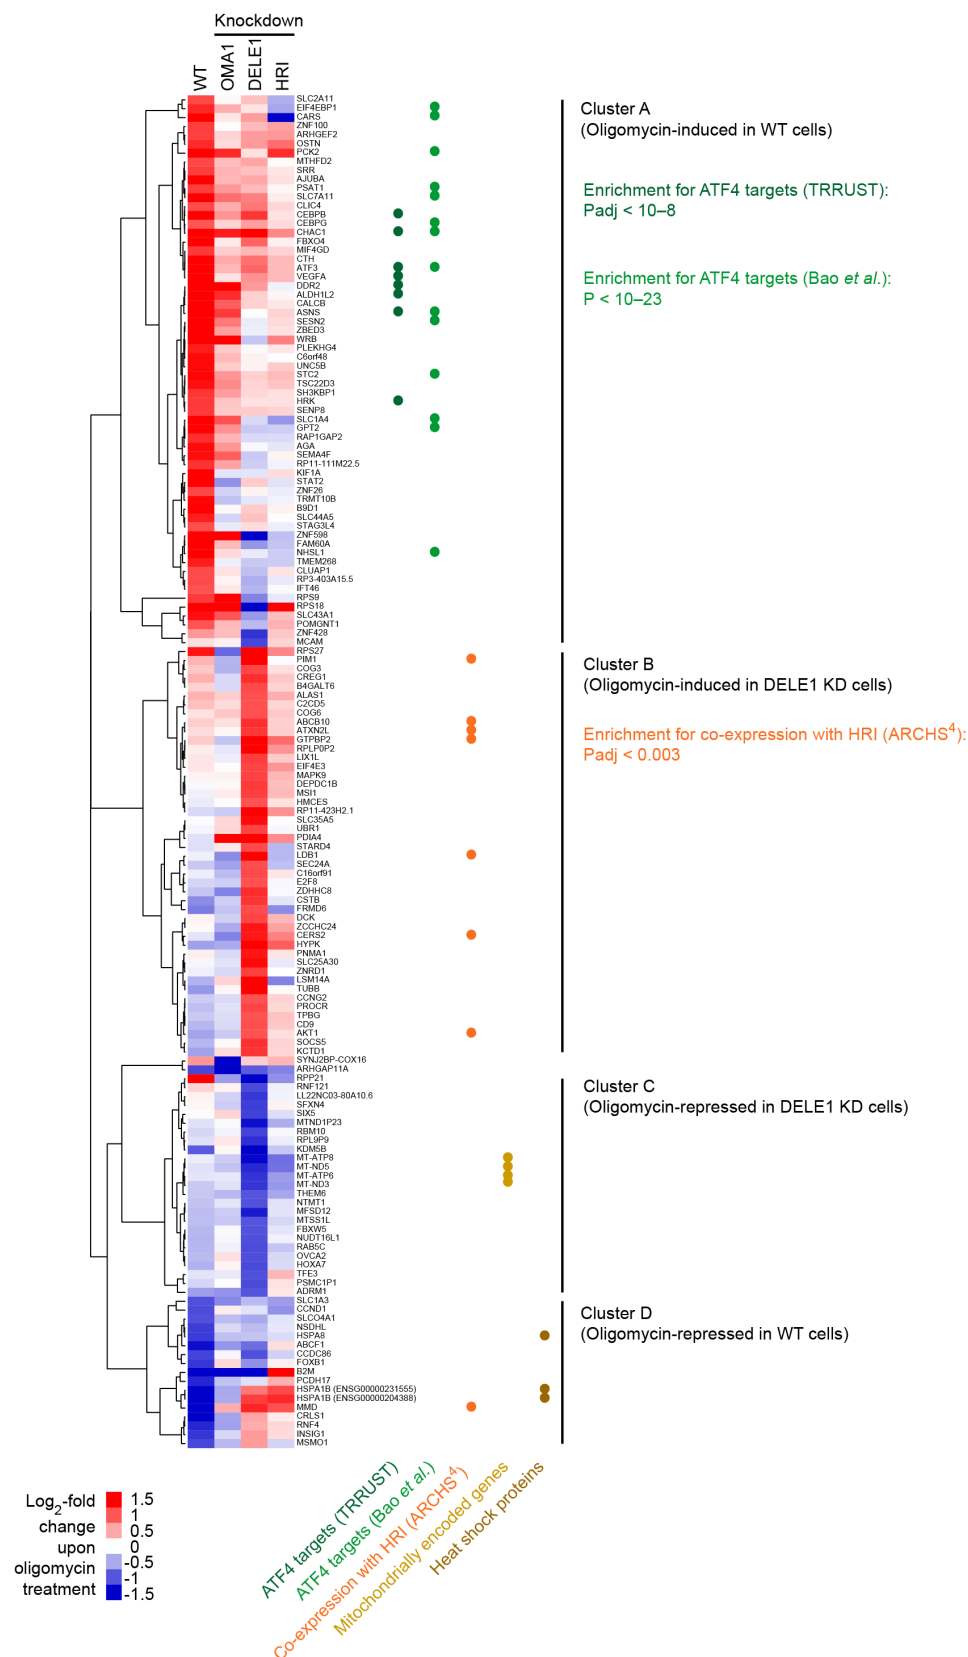 Knockdown
WT
OMA1
DELE1
HRI
SLC2A11
EIF4EBP1
CARS
ZNF100
ARHGEF2
OSTN
PCK2
MTHFD2
SRR
AJUBA
PSAT1
SLC7A11
CLIC4
CEBPB
CEBPG
CHAC1
FBXO4
MIF4GD
CTH
ATF3
VEGFA
DDR2
ALDH1L2
CALCB
ASNS
SESN2
ZBED3
WRB
PLEKHG4
C6orf48
UNC5B
STC2
TSC22D3
SH3KBP1
HRK
SENP8
SLC1A4
GPT2
RAP1GAP2
AGA
SEMA4F
RP11-111M22.5
KIF1A
STAT2
ZNF26
TRMT10B
B9D1
SLC44A5
STAG3L4
ZNF598
FAM60A
NHSL1
TMEM268
CLUAP1
RP3-403A15.5
IFT46
RPS9
RPS18
SLC43A1
POMGNT1
ZNF428
MCAM
RPS27
PIM1
COG3
CREG1
B4GALT6
ALAS1
C2CD5
COG6
ABCB10
ATXN2L
GTPBP2
RPLP0P2
LIX1L
EIF4E3
MAPK9
DEPDC1B
MSI1
HMCES
RP11-423H2.1
SLC35A5
UBR1
PDIA4
STARD4
LDB1
SEC24A
C16orf91
E2F8
ZDHHC8
CSTB
FRMD6
DCK
ZCCHC24
CERS2
HYPK
PNMA1
SLC25A30
ZNRD1
LSM14A
TUBB
CCNG2
PROCR
TPBG
CD9
AKT1
SOCS5
KCTD1
SYNJ2BP-COX16
ARHGAP11A
RPP21
RNF121
LL22NC03-80A10.6
SFXN4
SIX5
MTND1P23
RBM10
RPL9P9
KDM5B
MT-ATP8
MT-ND5
MT-ATP6
MT-ND3
THEM6
NTMT1
MFSD12
MTSS1L
FBXW5
NUDT16L1
RAB5C
OVCA2
HOXA7
TFE3
PSMC1P1
ADRM1
SLC1A3
CCND1
SLCO4A1
NSDHL
HSPA8
ABCF1
CCDC86
FOXB1
B2M
PCDH17
HSPA1B (ENSG00000231555)
HSPA1B (ENSG00000204388)
MMD
CRLS1
RNF4
INSIG1
MSMO1
Cluster A
(Oligomycin-induced in WT cells)
Enrichment for ATF4 targets (TRRUST):
Padj < 10–8
Enrichment for ATF4 targets (Bao et al.):
P < 10–23
Cluster B
(Oligomycin-induced in DELE1 KD cells)
Enrichment for co-expression with HRI (ARCHS4):
Padj < 0.003
Cluster C
(Oligomycin-repressed in DELE1 KD cells)
Cluster D
(Oligomycin-repressed in WT cells)
ATF4 targets (TRRUST)
ATF4 targets (Bao et al.)
Co-expression with HRI (ARCHS4)
Mitochondrially encoded genes
Heat shock proteins
Log2-fold
change
upon
oligomycin
treatment
1.5
1
0.5
0
-0.5
-1
-1.5